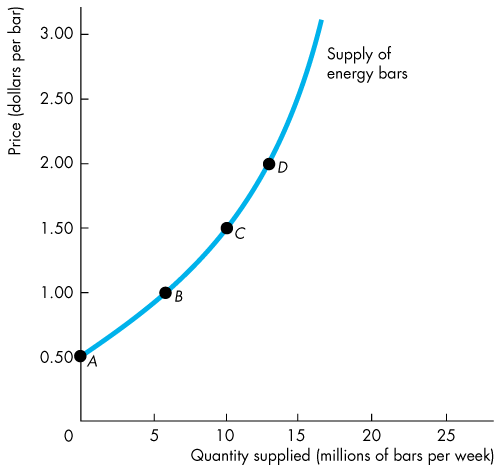 Price (dollars per bar)
3.00
2.50
2.00
1.50
1.00
0.50
Supply of
energy bars
D
C
B
A
0
5
10
15
20
25
Quantity supplied (millions of bars per week)